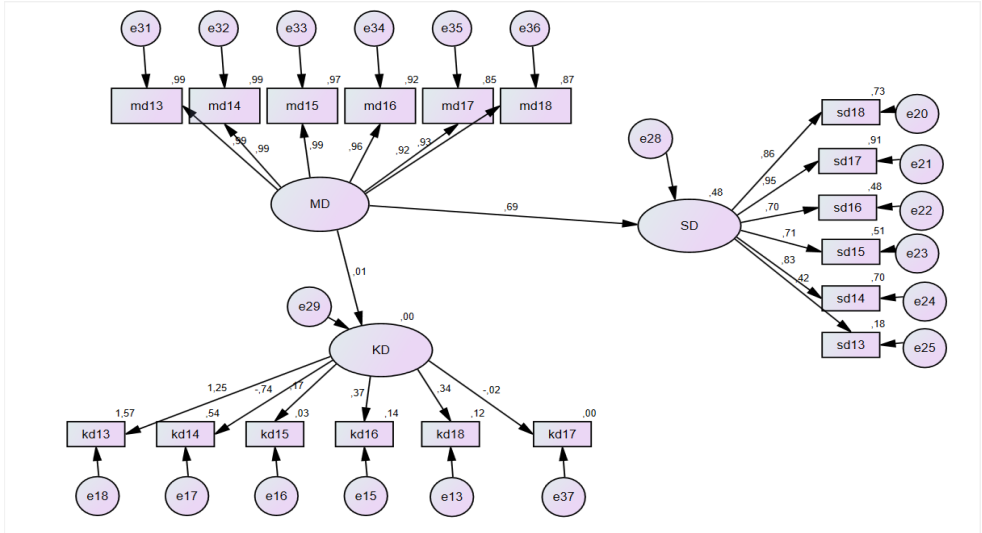 e31 e32 e33 e34 e35 e36
,99 ,99 ,97 ,92 ,85 ,87
md13 md14 md15 md16 md17 md18
,99 ,99 ,99 ,96 ,92 ,93
MD
,69
,01
e28
,48
SD
,73
sd18 e20
,86
,91
sd17 e21
,95
,48
sd16 e22
,70
,51
sd15 e23
,71
,70
sd14 e24
,83
,18
sd13 e25
,42
e29
,00
KD
1,25 -,74 ,17 ,37 ,34 -,02
1,57 ,54 ,03 ,14 ,12 ,00
kd13 kd14 kd15 kd16 kd18 kd17
e18 e17 e16 e15 e13 e37